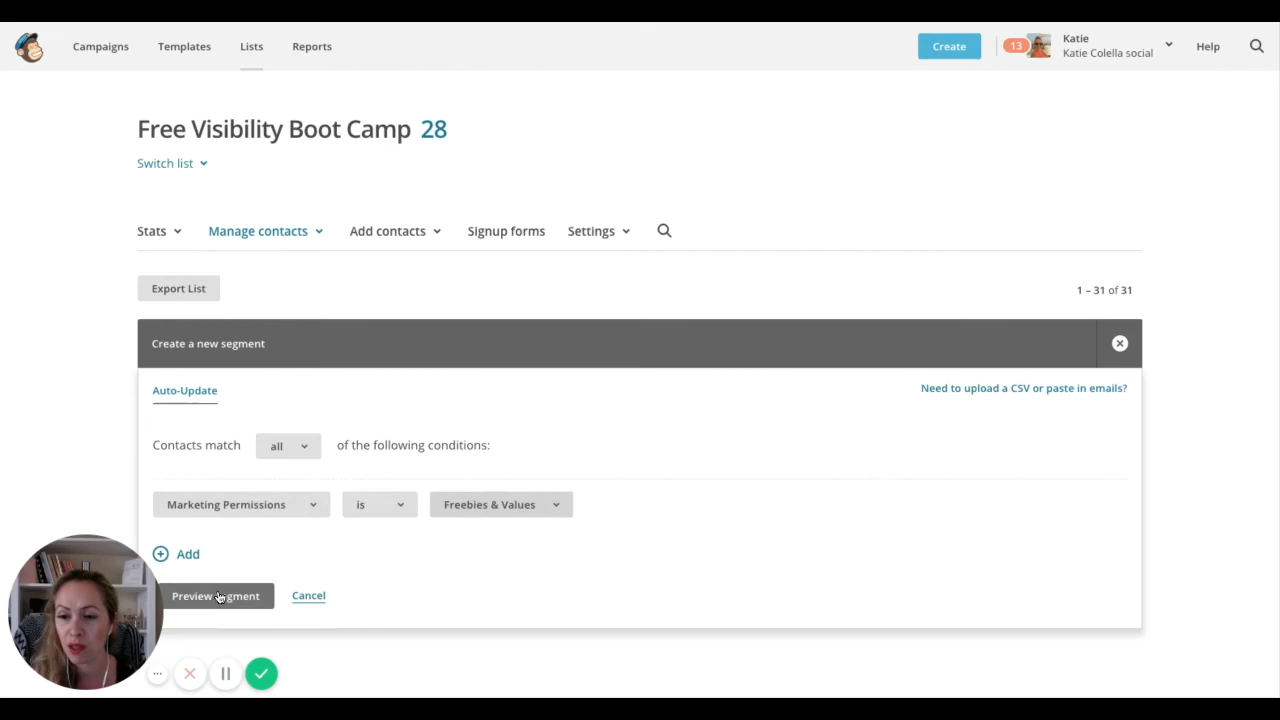 Campaigns Templates Lists Reports Create 13 Katie Help
Katie Colella social
Free Visibility Boot Camp 28
Switch list
Stats Manage contacts Add contacts Signup forms Settings
Export List 1 – 31 of 31
Create a new segment
Auto-Update Need to upload a CSV or paste in emails?
Contacts match all of the following conditions:
Marketing Permissions is Freebies & Values
Add
Preview Segment Cancel